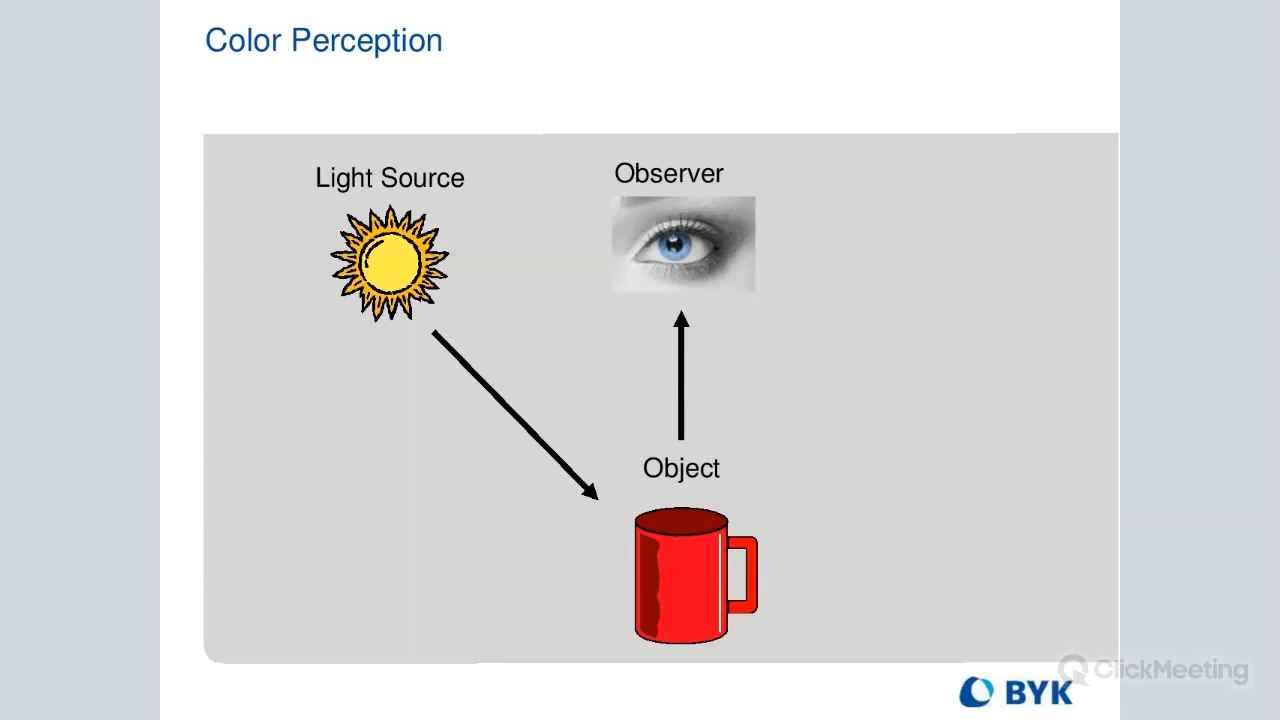 Color Perception
Light Source
Observer
Object
BYK
ClickMeeting